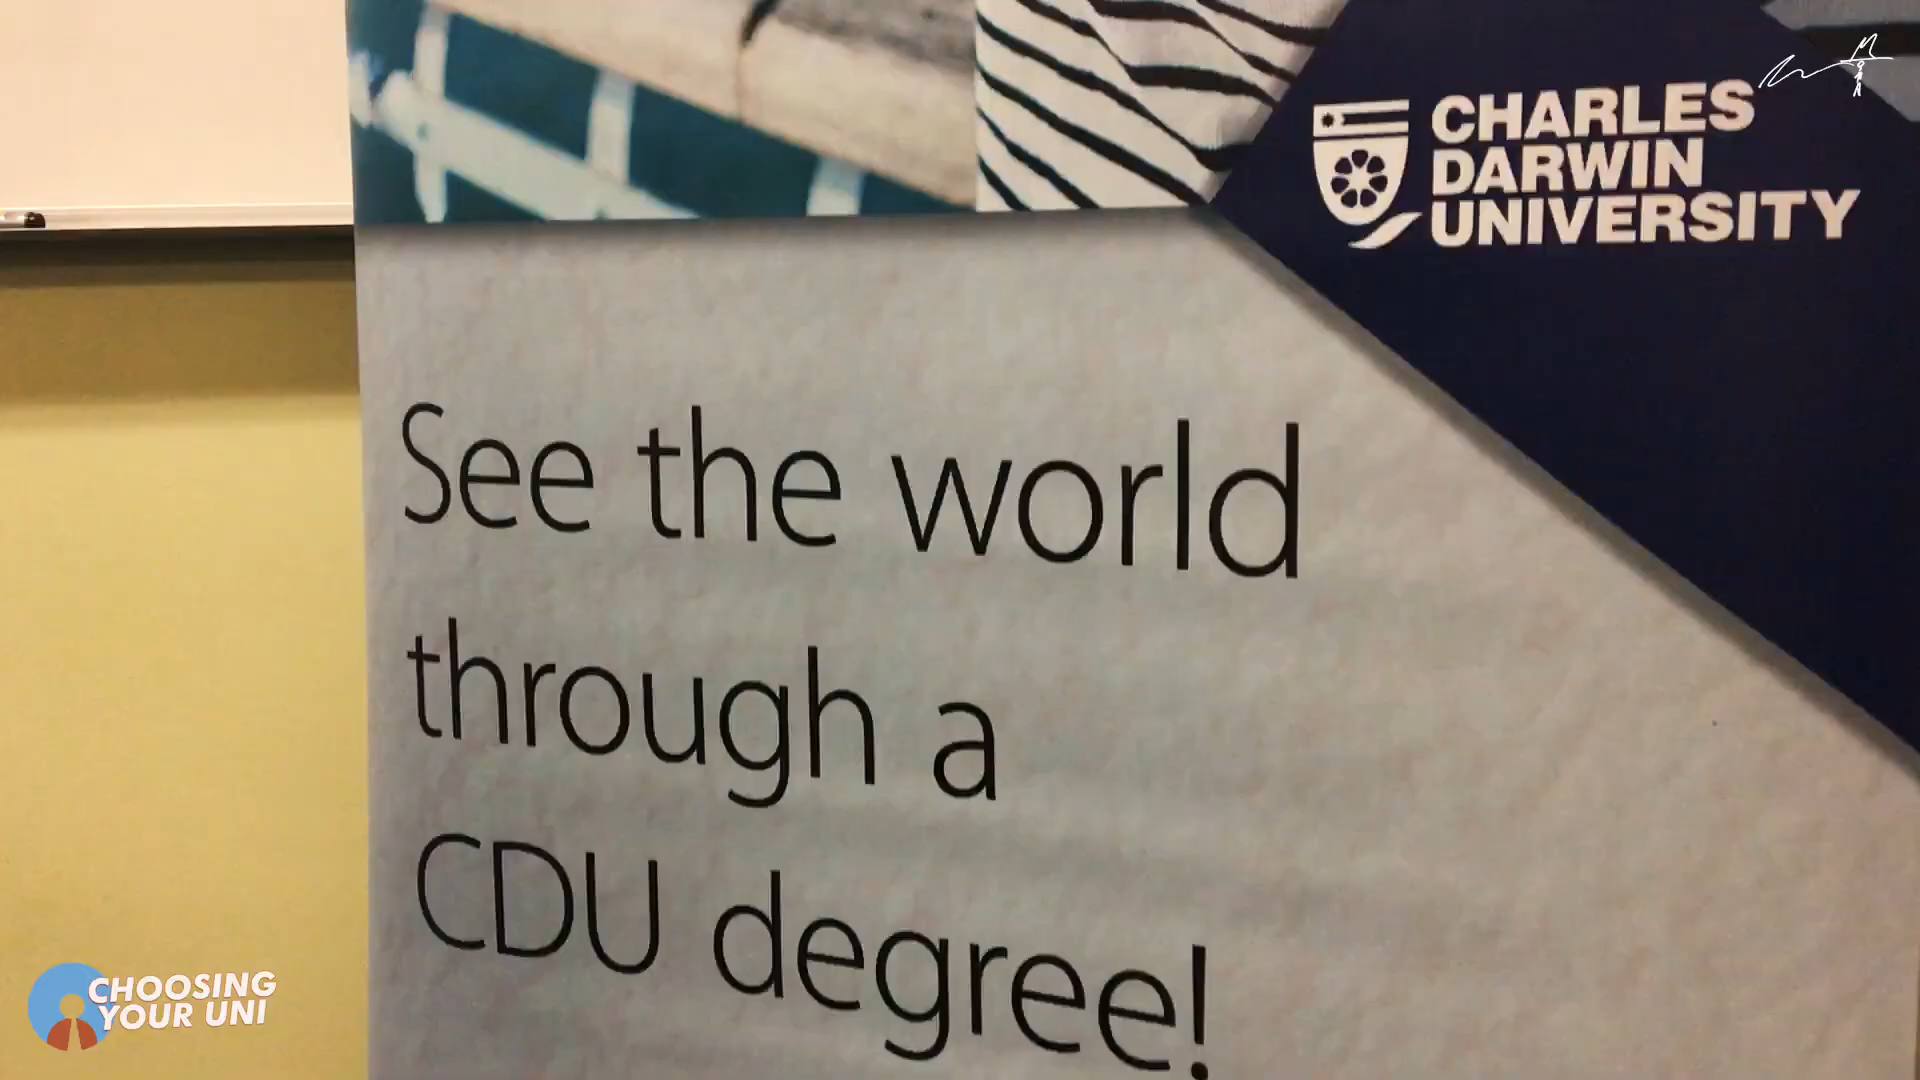 CHARLES
DARWIN
UNIVERSITY
See the world
through a
CDU degree!
CHOOSING
YOUR UNI